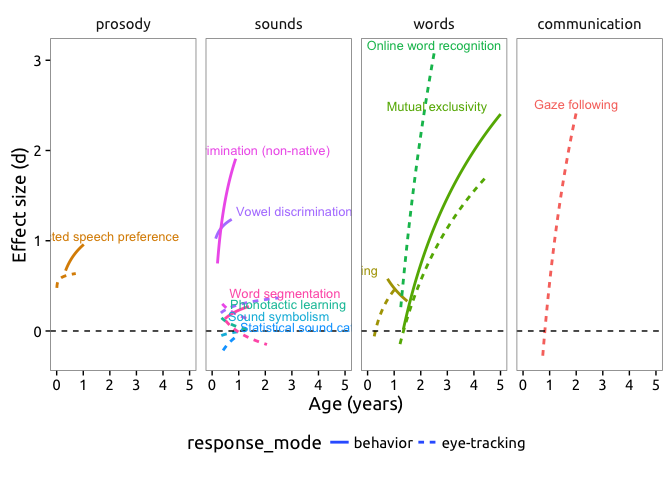 prosody sounds words communication
Effect size (d)
3
2
1
0
Online word recognition
Mutual exclusivity
Gaze following
imination (non-native)
Vowel discrimination
ted speech preference
ing
Word segmentation
Phonotactic learning
Sound symbolism
Statistical sound cat
0 1 2 3 4 5 0 1 2 3 4 5 0 1 2 3 4 5 0 1 2 3 4 5
Age (years)
response_mode behavior eye-tracking